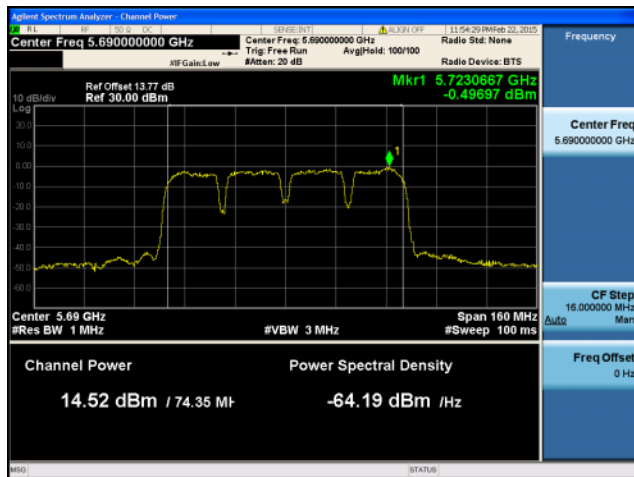 Agilent Spectrum Analyzer - Channel Power
RL RF 50 Ω DC SENSE:INT ALIGN OFF 11:54:29 PM Feb 22, 2015
Center Freq 5.690000000 GHz
Center Freq: 5.690000000 GHz
Radio Std: None
Trig: Free Run Avg|Hold: 100/100
#IFGain:Low
#Atten: 20 dB
Radio Device: BTS
Frequency
Mkr1 5.7230667 GHz
-0.49697 dBm
Ref Offset 13.77 dB
10 dB/div Ref 30.00 dBm
Log
20.0
10.0
0.00
-10.0
-20.0
-30.0
-40.0
-50.0
-60.0
1
Center Freq
5.690000000 GHz
Center 5.69 GHz Span 160 MHz
#Res BW 1 MHz #VBW 3 MHz #Sweep 100 ms
CF Step
16.000000 MHz
Auto Man
Channel Power Power Spectral Density
14.52 dBm / 74.35 MH -64.19 dBm /Hz
Freq Offset
0 Hz
MSG STATUS